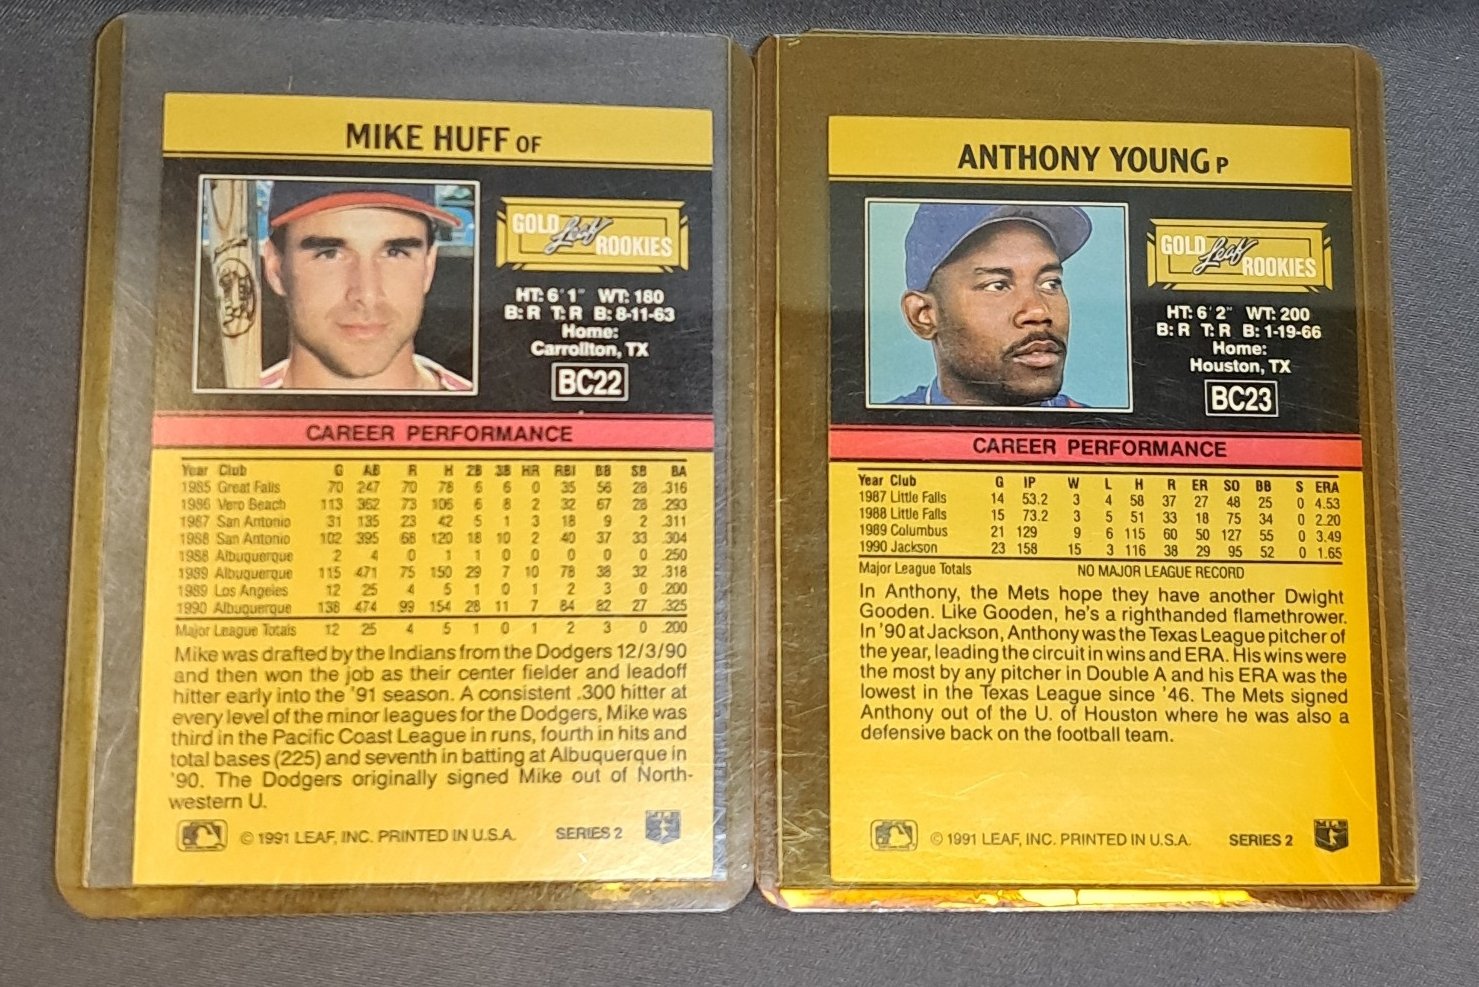 MIKE HUFF OF
GOLD Leaf ROOKIES
HT: 6'1" WT: 180
B: R T: R B: 8-11-63
Home:
Carrollton, TX
BC22
CAREER PERFORMANCE
Year Club G AB R H 2B 3B HR RBI BB SB BA
1985 Great Falls 70 247 70 78 6 6 0 35 56 28 .316
1986 Vero Beach 113 362 73 106 6 8 2 32 67 28 .293
1987 San Antonio 31 135 23 42 5 1 3 18 9 2 .311
1988 San Antonio 102 395 68 120 18 10 2 40 37 33 .304
1988 Albuquerque 2 4 0 1 1 0 0 0 0 0 .250
1989 Albuquerque 115 471 75 150 29 7 10 78 38 32 .318
1989 Los Angeles 12 25 4 5 1 0 1 2 3 0 .200
1990 Albuquerque 138 474 99 154 28 11 7 84 82 27 .325
Major League Totals 12 25 4 5 1 0 1 2 3 0 .200
Mike was drafted by the Indians from the Dodgers 12/3/90
and then won the job as their center fielder and leadoff
hitter early into the '91 season. A consistent .300 hitter at
every level of the minor leagues for the Dodgers, Mike was
third in the Pacific Coast League in runs, fourth in hits and
total bases (225) and seventh in batting at Albuquerque in
'90. The Dodgers originally signed Mike out of North-
western U.
© 1991 LEAF, INC. PRINTED IN U.S.A. SERIES 2
ANTHONY YOUNG P
GOLD Leaf ROOKIES
HT: 6'2" WT: 200
B: R T: R B: 1-19-66
Home:
Houston, TX
BC23
CAREER PERFORMANCE
Year Club G IP W L H R ER SO BB S ERA
1987 Little Falls 14 53.2 3 4 58 37 27 48 25 0 4.53
1988 Little Falls 15 73.2 3 5 51 33 18 75 34 0 2.20
1989 Columbus 21 129 9 6 115 60 50 127 55 0 3.49
1990 Jackson 23 158 15 3 116 38 29 95 52 0 1.65
Major League Totals NO MAJOR LEAGUE RECORD
In Anthony, the Mets hope they have another Dwight
Gooden. Like Gooden, he's a righthanded flamethrower.
In '90 at Jackson, Anthony was the Texas League pitcher of
the year, leading the circuit in wins and ERA. His wins were
the most by any pitcher in Double A and his ERA was the
lowest in the Texas League since '46. The Mets signed
Anthony out of the U. of Houston where he was also a
defensive back on the football team.
© 1991 LEAF, INC. PRINTED IN U.S.A. SERIES 2